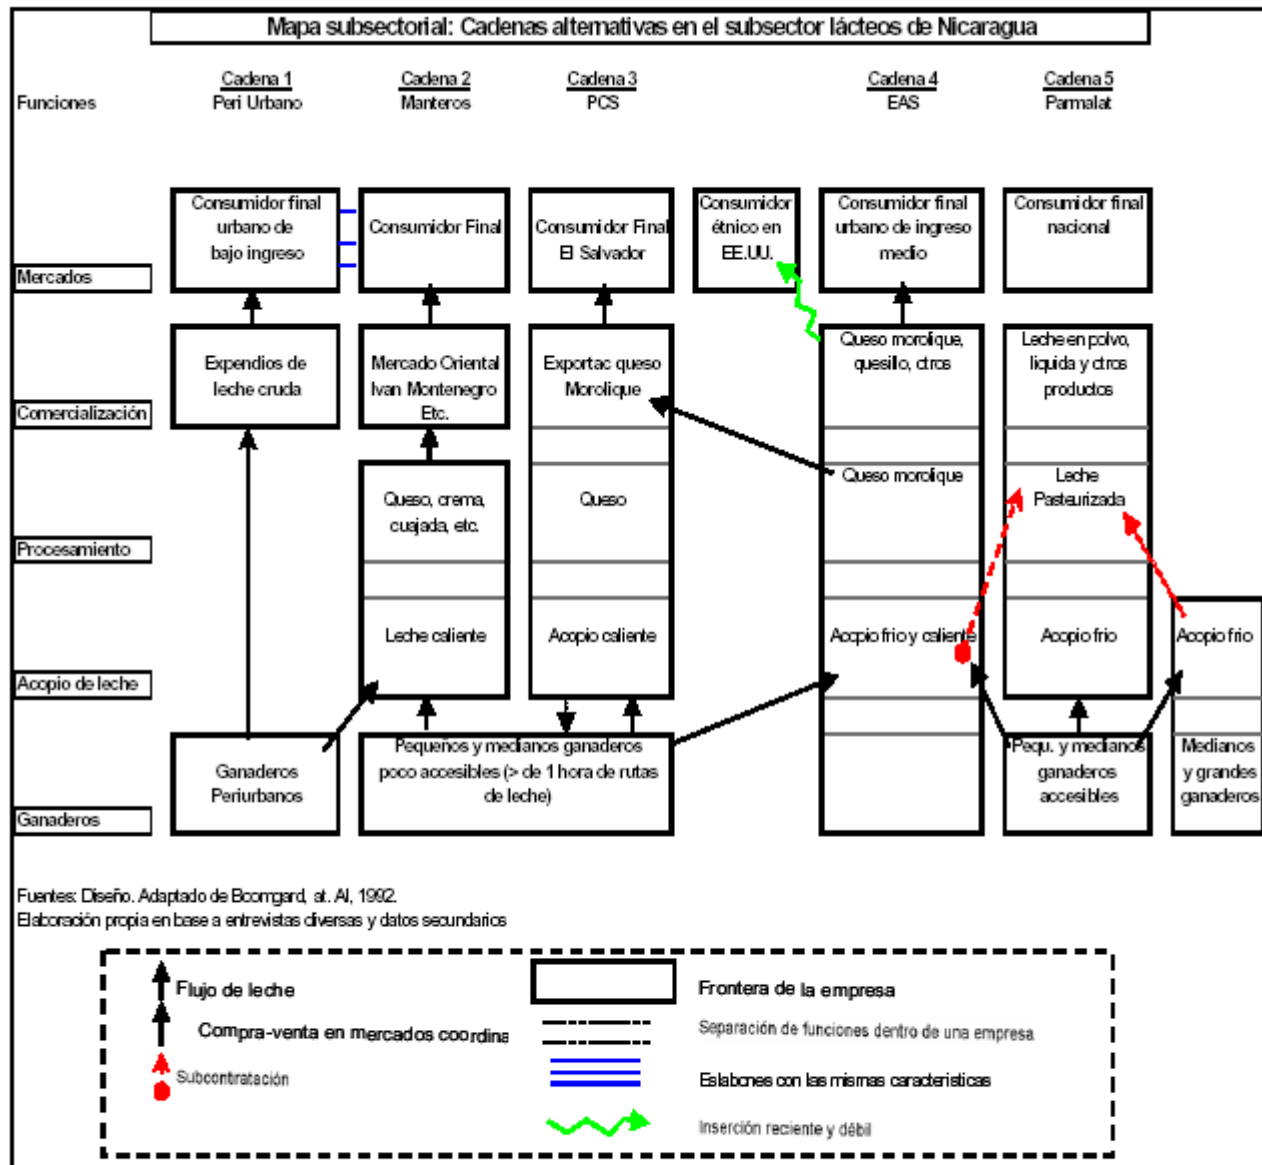 Mapa subsectorial: Cadenas alternativas en el subsector lácteos de Nicaragua
Cadena 1
Cadena 2
Cadena 3
Cadena 4
Cadena 5
Funciones
Peri Urbano
Manteros
PCS
EAS
Parmalat
Consumidor final
urbano de
bajo ingreso
Consumidor Final
Consumidor Final
El Salvador
Consumidor
étnico en
EE.UU.
Consumidor final
urbano de ingreso
medio
Consumidor final
nacional
Mercados
Expendios de
leche cruda
Mercado Oriental
Ivan Montenegro
Etc.
Exportac queso
Morolique
Queso morolique,
quesillo, otros
Leche en polvo,
liquida y otros
productos
Comercialización
Queso, crema,
cuajada, etc.
Queso
Queso morolique
Leche
Pasteurizada
Procesamiento
Leche caliente
Acopio caliente
Acopio frio y caliente
Acopio frio
Acopio frio
Acopio de leche
Ganaderos
Periurbanos
Pequeños y medianos ganaderos
poco accesibles (> de 1 hora de rutas
de leche)
Pequ. y medianos
ganaderos
accesibles
Medianos
y grandes
ganaderos
Ganaderos
Fuentes: Diseño. Adaptado de Boomgard, at. Al, 1992.
Elaboración propia en base a entrevistas diversas y datos secundarios
Flujo de leche
Frontera de la empresa
Compra-venta en mercados coordina
Separación de funciones dentro de una empresa
Subcontratación
Eslabones con las mismas caracteristicas
Inserción reciente y débil